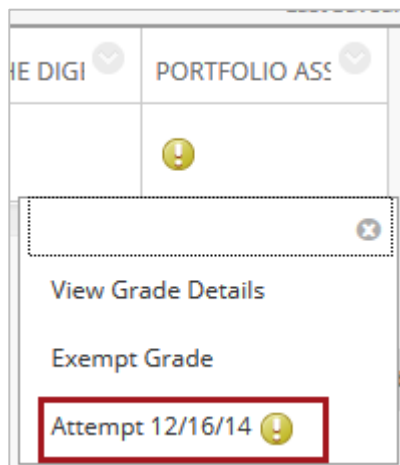 HE DIGI
PORTFOLIO ASS
View Grade Details
Exempt Grade
Attempt 12/16/14